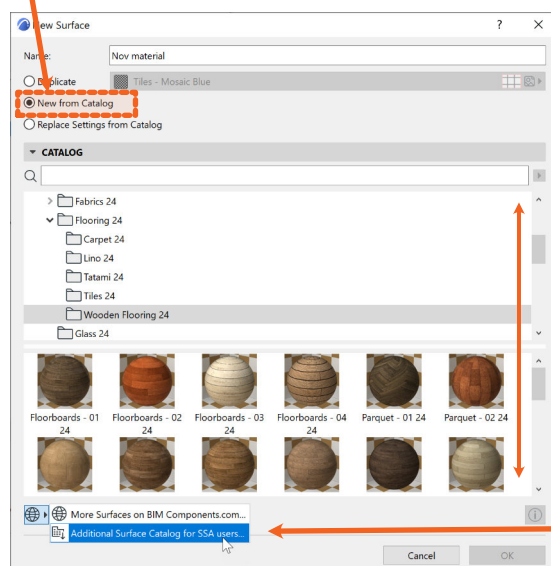 New Surface
?
Name:
Nov material
Duplicate
Tiles - Mosaic Blue
New from Catalog
Replace Settings from Catalog
CATALOG
Fabrics 24
Flooring 24
Carpet 24
Lino 24
Tatami 24
Tiles 24
Wooden Flooring 24
Glass 24
Floorboards - 01 24
Floorboards - 02 24
Floorboards - 03 24
Floorboards - 04 24
Parquet - 01 24
Parquet - 02 24
More Surfaces on BIM Components.com...
Additional Surface Catalog for SSA users...
Cancel
OK